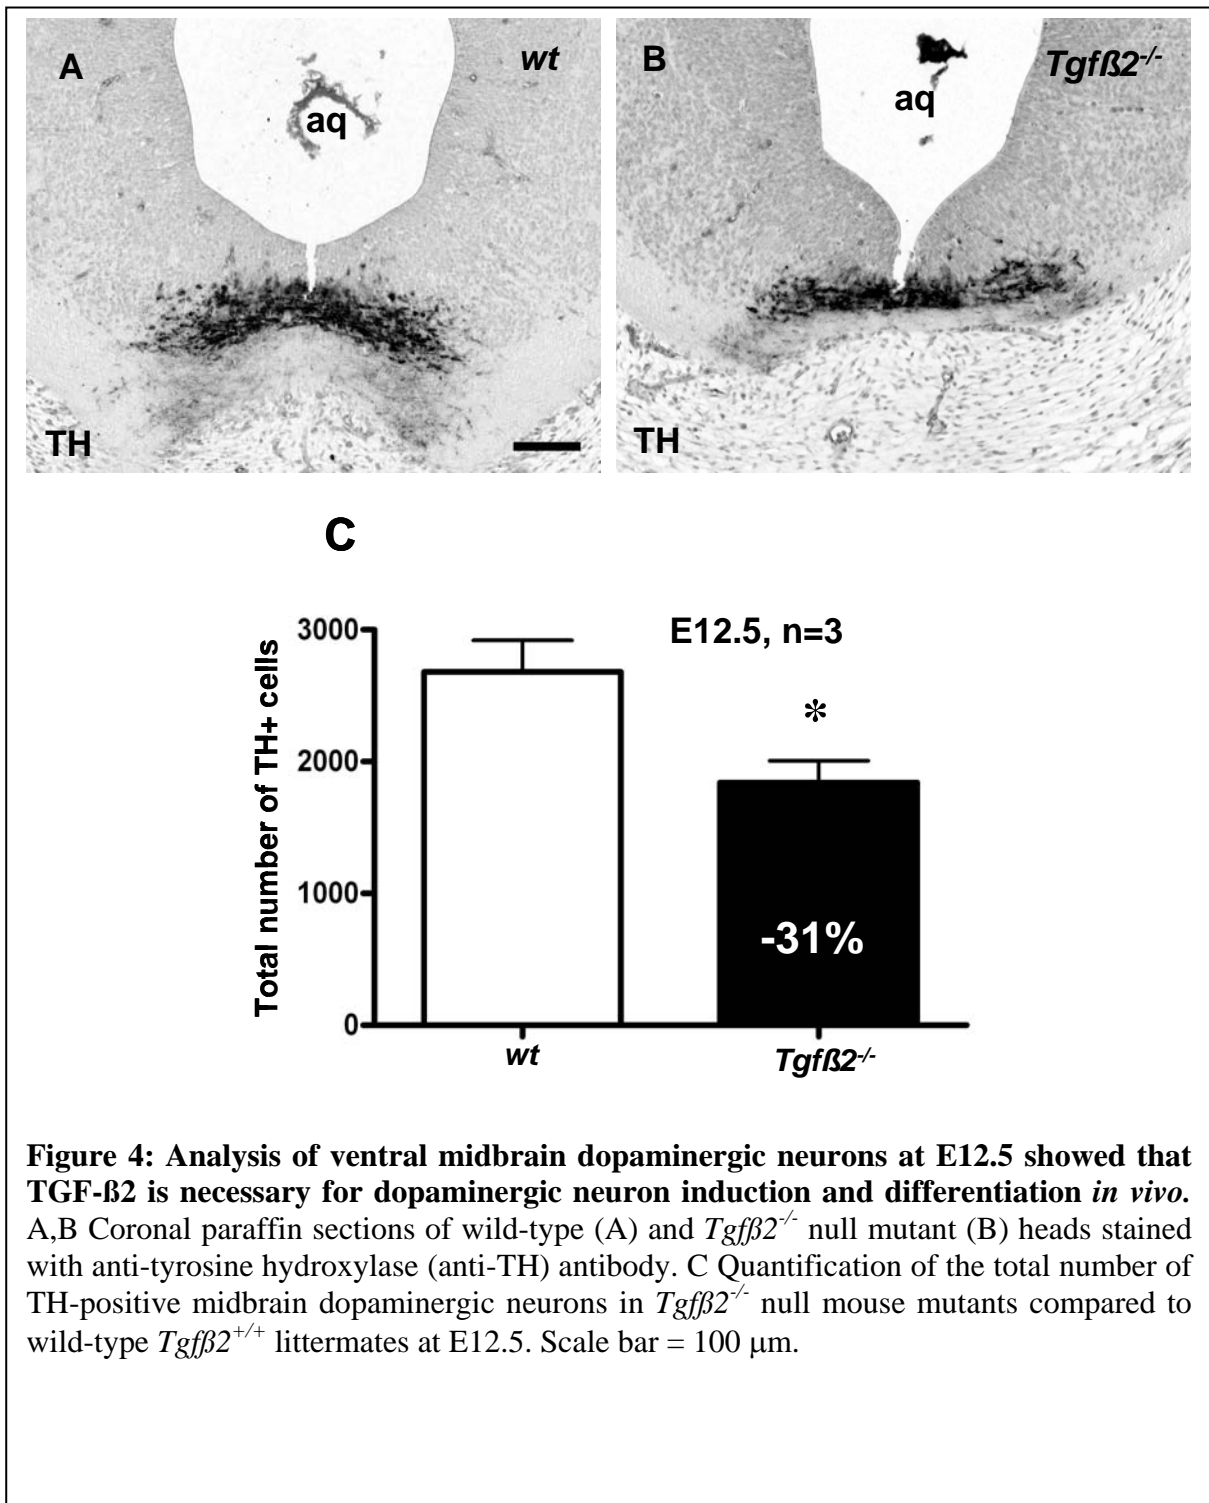 A
wt
aq
TH
B
Tgfß2-/-
aq
TH
C
3000
2000
1000
0
Total number of TH+ cells
E12.5, n=3
*
-31%
wt
Tgfß2-/-
Figure 4: Analysis of ventral midbrain dopaminergic neurons at E12.5 showed that
TGF-ß2 is necessary for dopaminergic neuron induction and differentiation in vivo.
A,B Coronal paraffin sections of wild-type (A) and Tgfß2-/- null mutant (B) heads stained
with anti-tyrosine hydroxylase (anti-TH) antibody. C Quantification of the total number of
TH-positive midbrain dopaminergic neurons in Tgfß2-/- null mouse mutants compared to
wild-type Tgfß2+/+ littermates at E12.5. Scale bar = 100 μm.